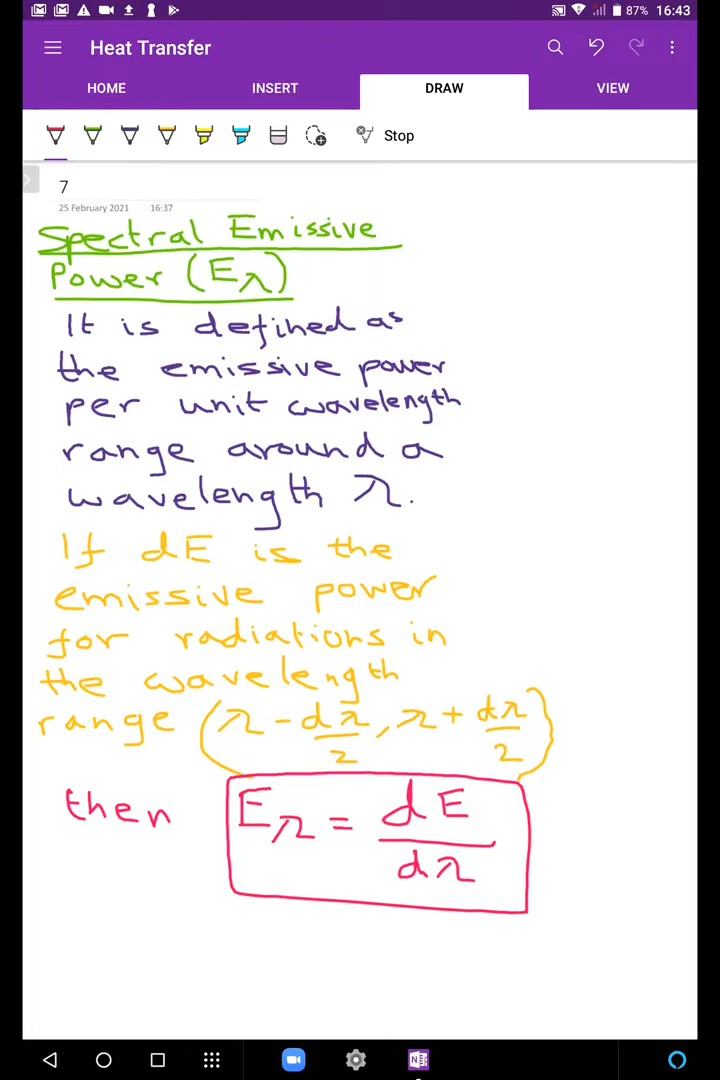 87% 16:43
Heat Transfer
HOME INSERT DRAW VIEW
Stop
7
25 February 2021 16:37
Spectral Emissive
Power (Eλ)
It is defined as
the emissive power
per unit wavelength
range around a
wavelength λ.
If dE is the
emissive power
for radiations in
the wavelength
range (λ - dλ/2, λ + dλ/2)
then Eλ = dE/dλ